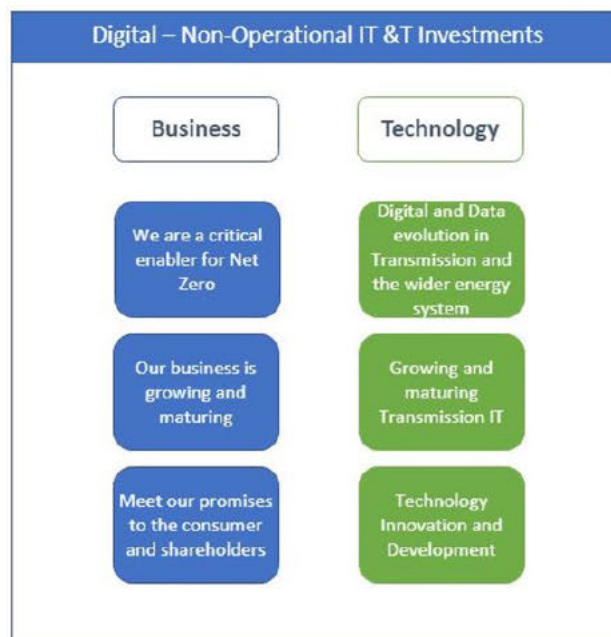 Digital – Non-Operational IT &T Investments
Business
Technology
We are a critical
enabler for Net
Zero
Digital and Data
evolution in
Transmission and
the wider energy
system
Our business is
growing and
maturing
Growing and
maturing
Transmission IT
Meet our promises
to the consumer
and shareholders
Technology
Innovation and
Development